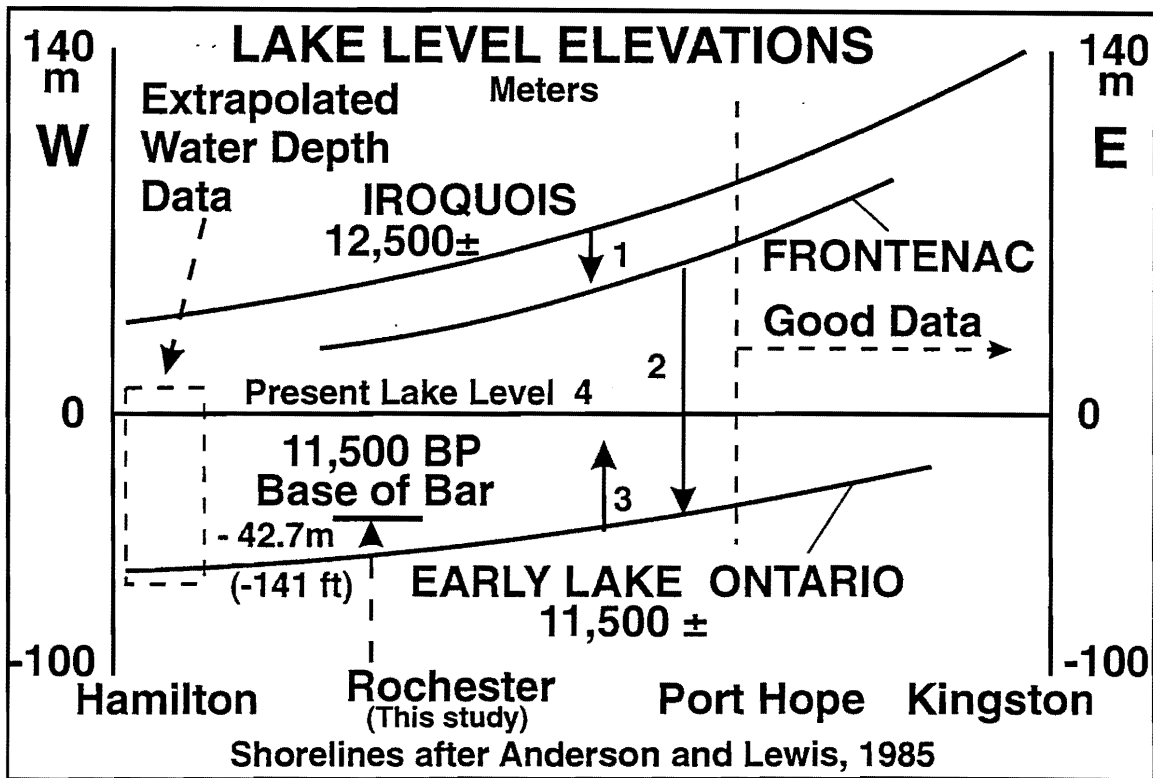 LAKE LEVEL ELEVATIONS
Meters
140
m
W
140
m
E
Extrapolated
Water Depth
Data
IROQUOIS
12,500±
1
FRONTENAC
Good Data
2
Present Lake Level 4
0
0
11,500 BP
Base of Bar
3
- 42.7m
(-141 ft)
EARLY LAKE ONTARIO
11,500 ±
-100
-100
Hamilton
Rochester
(This study)
Port Hope
Kingston
Shorelines after Anderson and Lewis, 1985